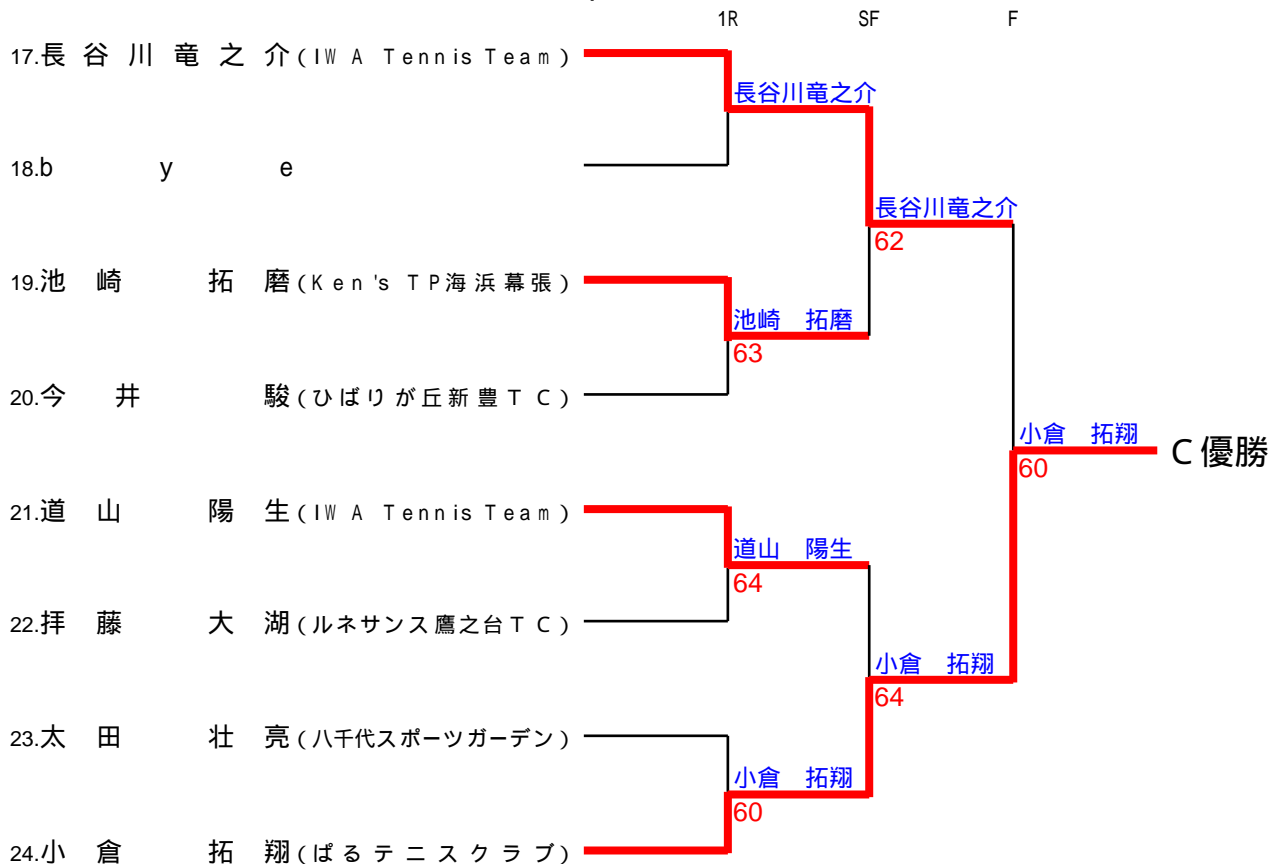 1R SF F
17.長谷川竜之介(IWA Tennis Team)
長谷川竜之介
18.bye
長谷川竜之介
62
19.池崎 拓磨(Ken's TP海浜幕張)
池崎 拓磨
63
20.今井 駿(ひばりが丘新豊TC)
小倉 拓翔
60
C優勝
21.道山 陽生(IWA Tennis Team)
道山 陽生
64
22.拝藤 大湖(ルネサンス鷹之台TC)
小倉 拓翔
64
23.太田 壮亮(八千代スポーツガーデン)
小倉 拓翔
60
24.小倉 拓翔(ぱるテニスクラブ)